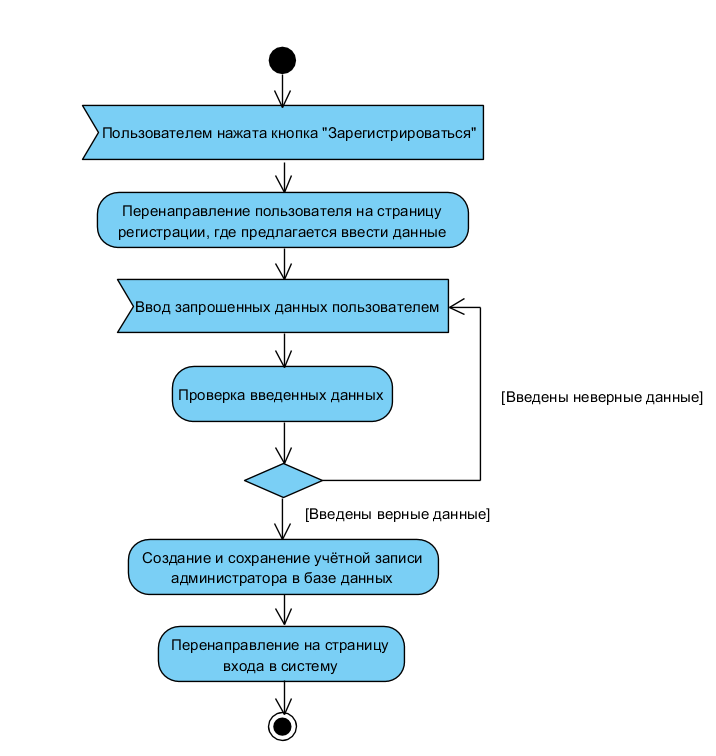 Пользователем нажата кнопка "Зарегистрироваться"
Перенаправление пользователя на страницу
регистрации, где предлагается ввести данные
Ввод запрошенных данных пользователем
[Введены неверные данные]
Проверка введенных данных
[Введены верные данные]
Создание и сохранение учётной записи
администратора в базе данных
Перенаправление на страницу
входа в систему